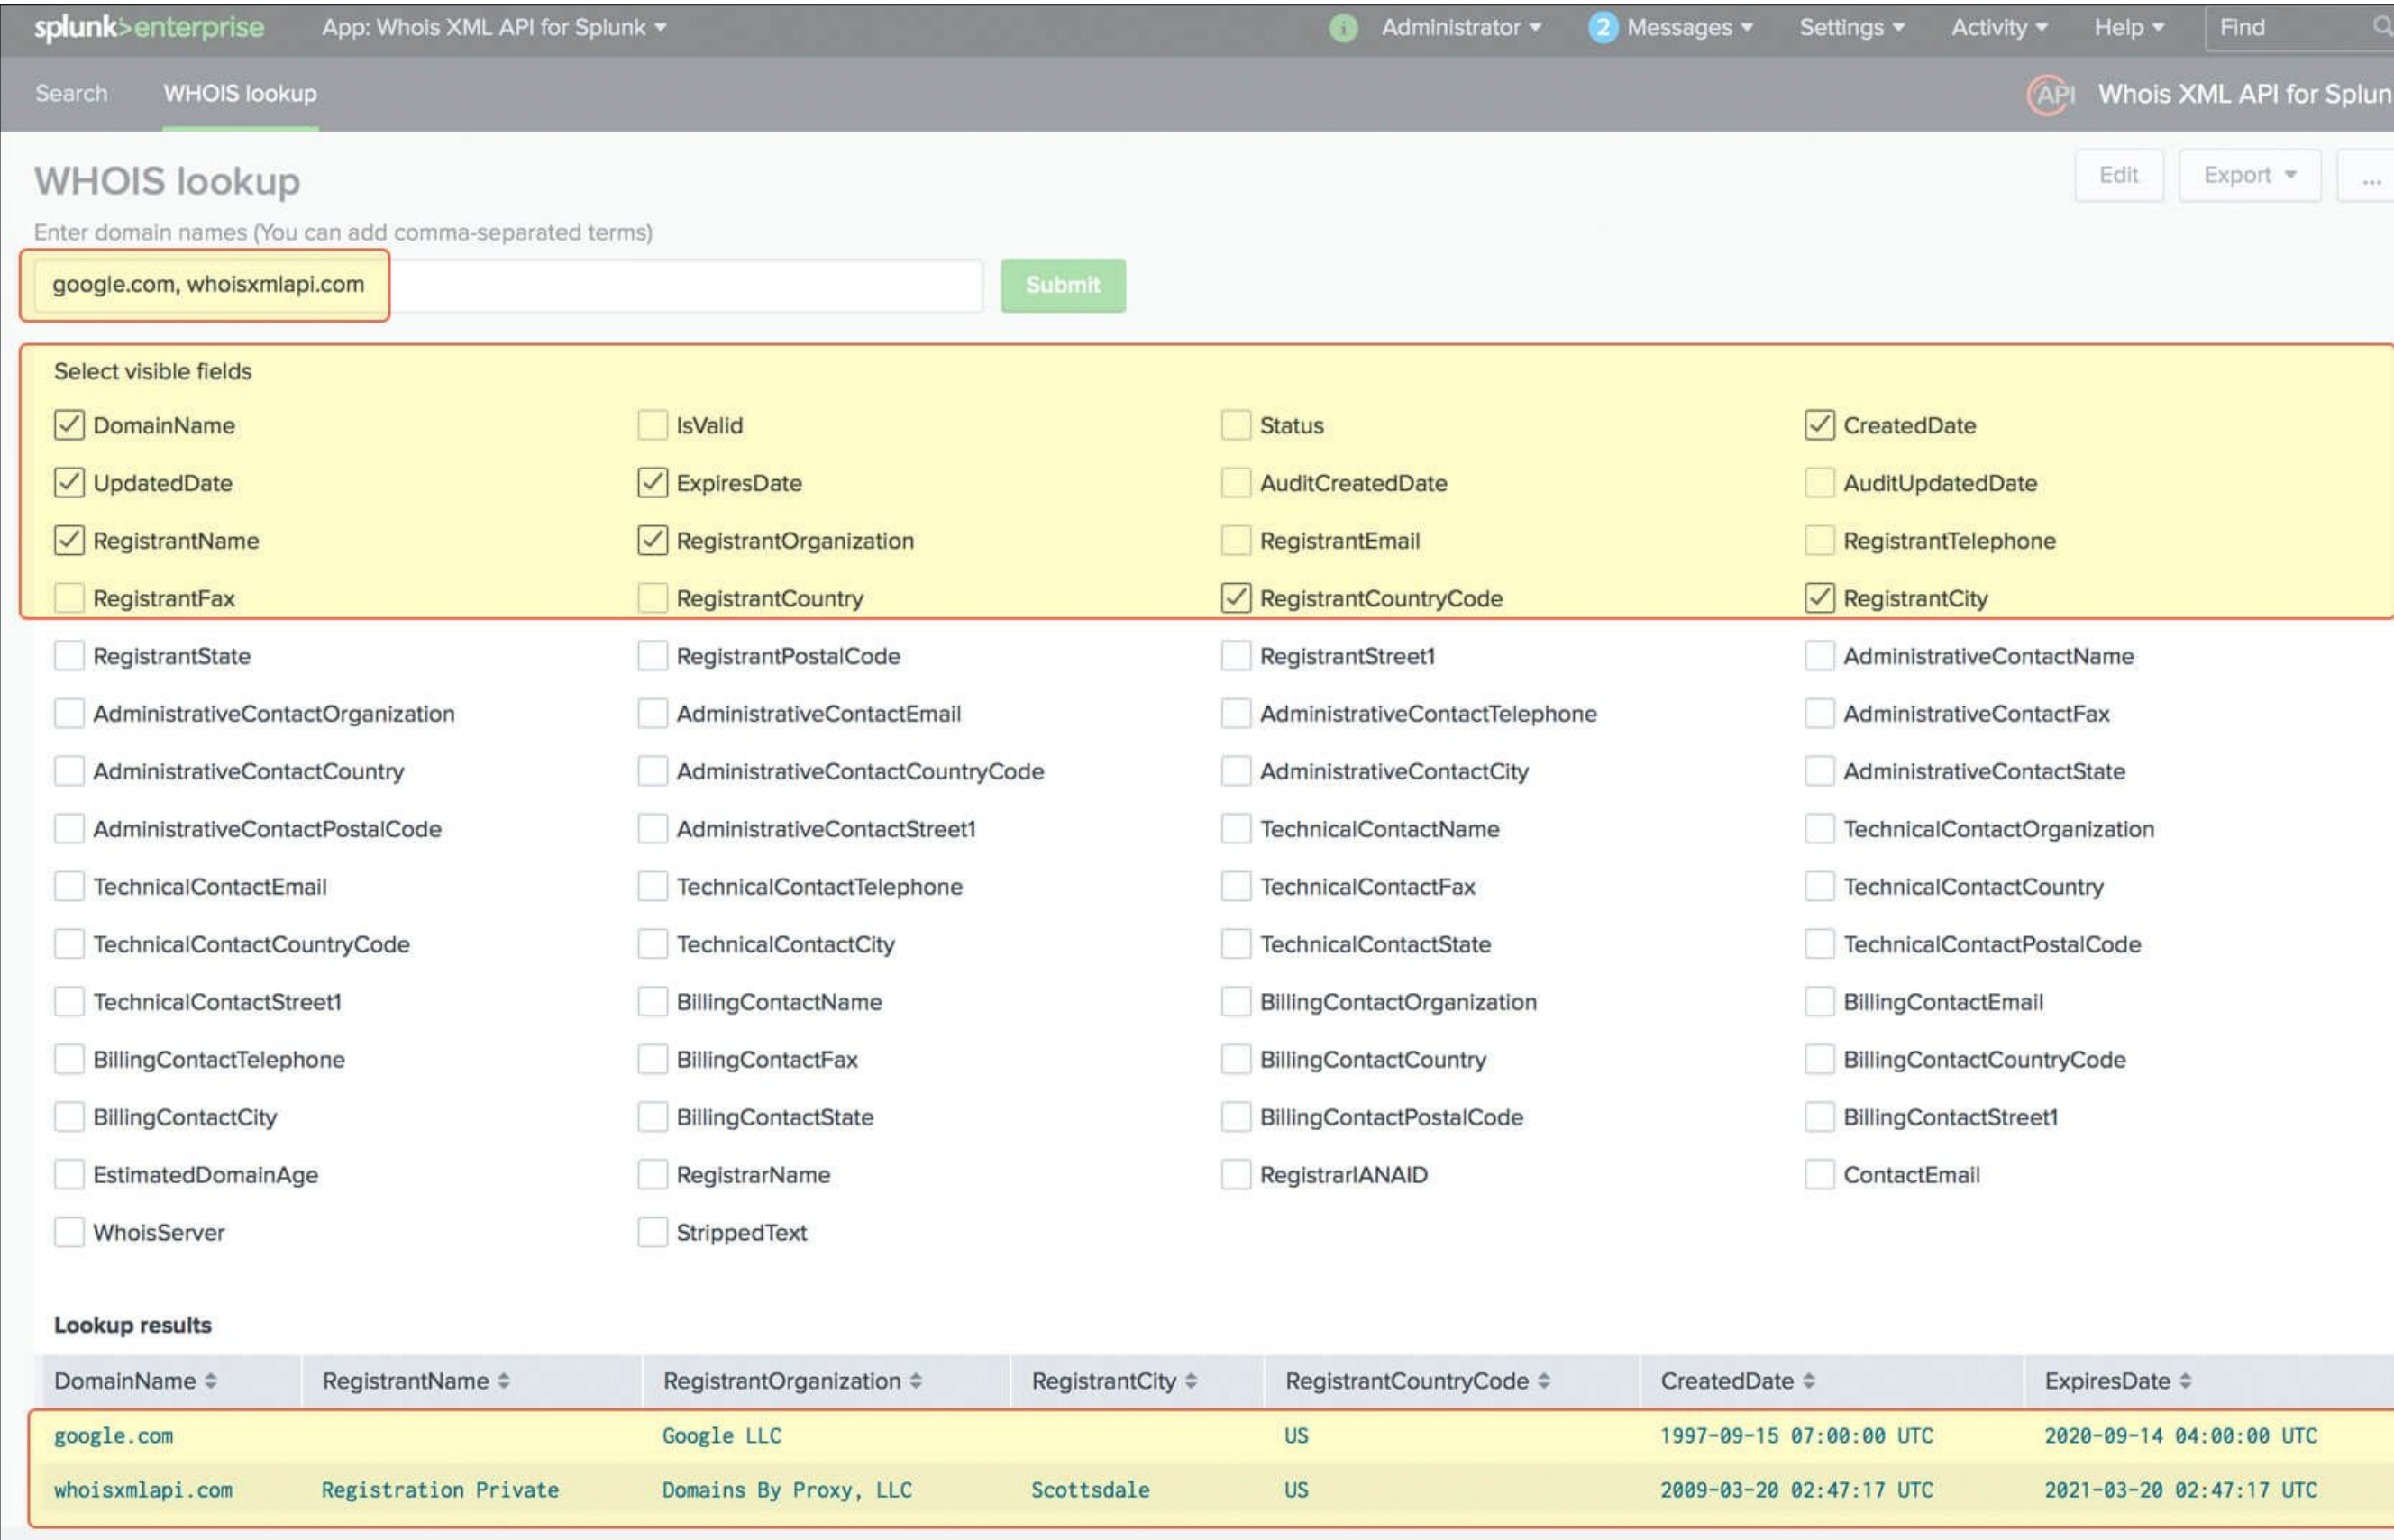 splunk>enterprise App: Whois XML API for Splunk i Administrator 2 Messages Settings Activity Help Find
Search WHOIS lookup API Whois XML API for Splun
WHOIS lookup Edit Export ...
Enter domain names (You can add comma-separated terms)
google.com, whoisxmlapi.com Submit
Select visible fields
DomainName IsValid Status CreatedDate
UpdatedDate ExpiresDate AuditCreatedDate AuditUpdatedDate
RegistrantName RegistrantOrganization RegistrantEmail RegistrantTelephone
RegistrantFax RegistrantCountry RegistrantCountryCode RegistrantCity
RegistrantState RegistrantPostalCode RegistrantStreet1 AdministrativeContactName
AdministrativeContactOrganization AdministrativeContactEmail AdministrativeContactTelephone AdministrativeContactFax
AdministrativeContactCountry AdministrativeContactCountryCode AdministrativeContactCity AdministrativeContactState
AdministrativeContactPostalCode AdministrativeContactStreet1 TechnicalContactName TechnicalContactOrganization
TechnicalContactEmail TechnicalContactTelephone TechnicalContactFax TechnicalContactCountry
TechnicalContactCountryCode TechnicalContactCity TechnicalContactState TechnicalContactPostalCode
TechnicalContactStreet1 BillingContactName BillingContactOrganization BillingContactEmail
BillingContactTelephone BillingContactFax BillingContactCountry BillingContactCountryCode
BillingContactCity BillingContactState BillingContactPostalCode BillingContactStreet1
EstimatedDomainAge RegistrarName RegistrarIANAID ContactEmail
WhoisServer StrippedText
Lookup results
DomainName RegistrantName RegistrantOrganization RegistrantCity RegistrantCountryCode CreatedDate ExpiresDate
google.com Google LLC US 1997-09-15 07:00:00 UTC 2020-09-14 04:00:00 UTC
whoisxmlapi.com Registration Private Domains By Proxy, LLC Scottsdale US 2009-03-20 02:47:17 UTC 2021-03-20 02:47:17 UTC